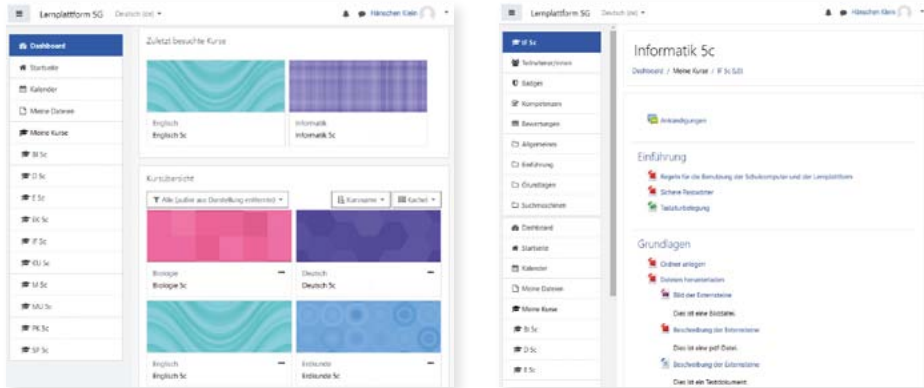 Lernplattform SG Deutsch (de)
Hänschen Klein
Dashboard
Startseite
Kalender
Meine Dateien
Meine Kurse
BI 5c
D 5c
E 5c
EK 5c
IF 5c
KU 5c
M 5c
MU 5c
PK 5c
SP 5c
Zuletzt besuchte Kurse
Englisch
Englisch 5c
Informatik
Informatik 5c
Kursübersicht
Alle (außer aus Darstellung entfernte)
Kursname
Kachel
Biologie
Biologie 5c
Deutsch
Deutsch 5c
Englisch
Englisch 5c
Erdkunde
Erdkunde 5c
Lernplattform SG Deutsch (de)
Hänschen Klein
IF 5c
Teilnehmer/innen
Badges
Kompetenzen
Bewertungen
Allgemeines
Einführung
Grundlagen
Suchmaschinen
Dashboard
Startseite
Kalender
Meine Dateien
Meine Kurse
BI 5c
D 5c
E 5c
Informatik 5c
Dashboard / Meine Kurse / IF 5c
Ankündigungen
Einführung
Regeln für die Benutzung der Schulcomputer und der Lernplattform
Sichere Passwörter
Tastaturbelegung
Grundlagen
Ordner anlegen
Dateien herunterladen
Bild der Externsteine
Dies ist eine Bilddatei.
Beschreibung der Externsteine
Dies ist eine pdf-Datei.
Beschreibung der Externsteine
Dies ist ein Textdokument